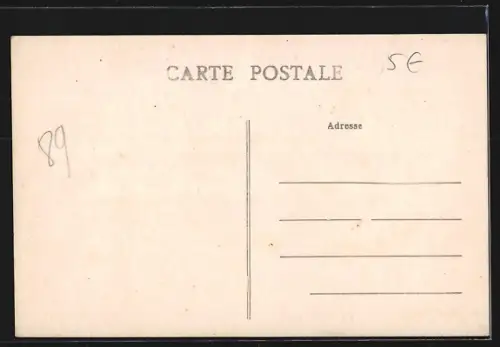 5€
CARTE POSTALE
Adresse
89